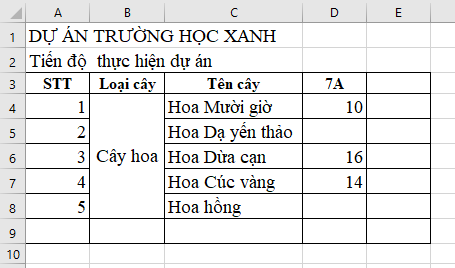 A B C D E
1 DỰ ÁN TRƯỜNG HỌC XANH
2 Tiến độ thực hiện dự án
3 STT Loại cây Tên cây 7A
4 1 Hoa Mười giờ 10
5 2 Hoa Dạ yến thảo
6 3 Cây hoa Hoa Dừa cạn 16
7 4 Hoa Cúc vàng 14
8 5 Hoa hồng
9
10